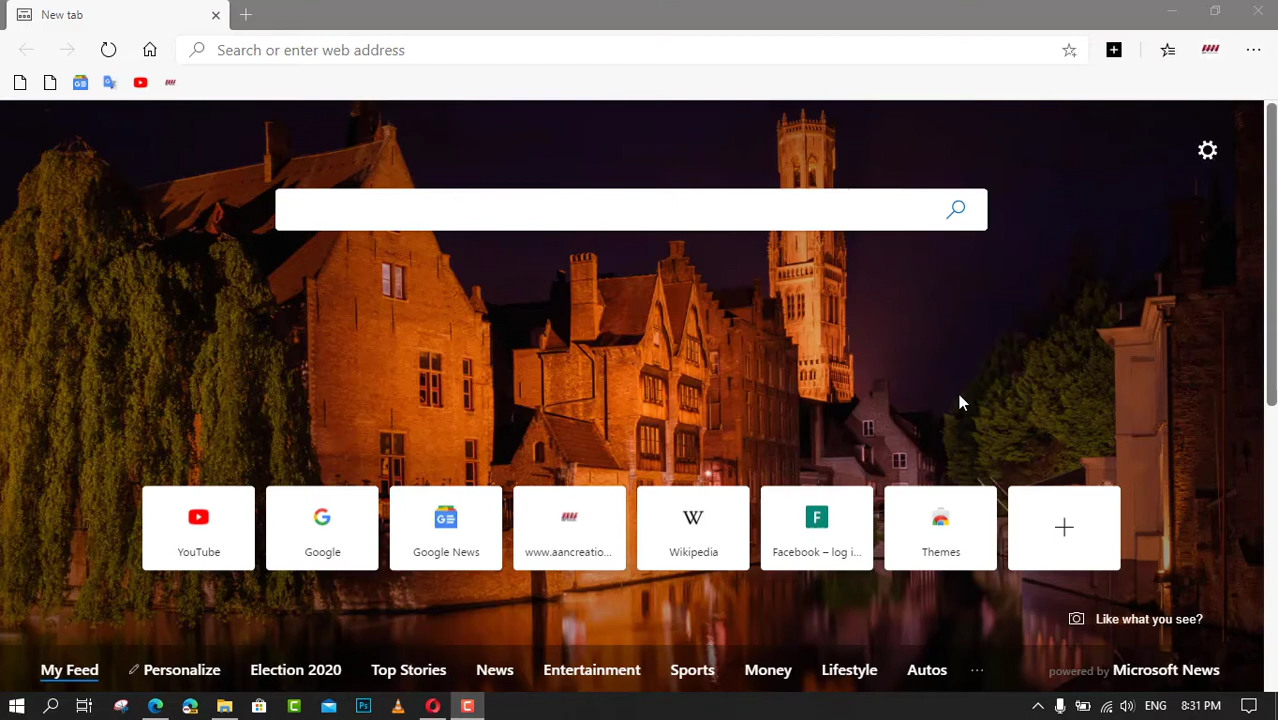 New tab
Search or enter web address
YouTube
Google
Google News
www.aancreatio...
W
Wikipedia
F
Facebook – log i...
Themes
Like what you see?
My Feed
Personalize
Election 2020
Top Stories
News
Entertainment
Sports
Money
Lifestyle
Autos
...
powered by Microsoft News
Ps
ENG
8:31 PM